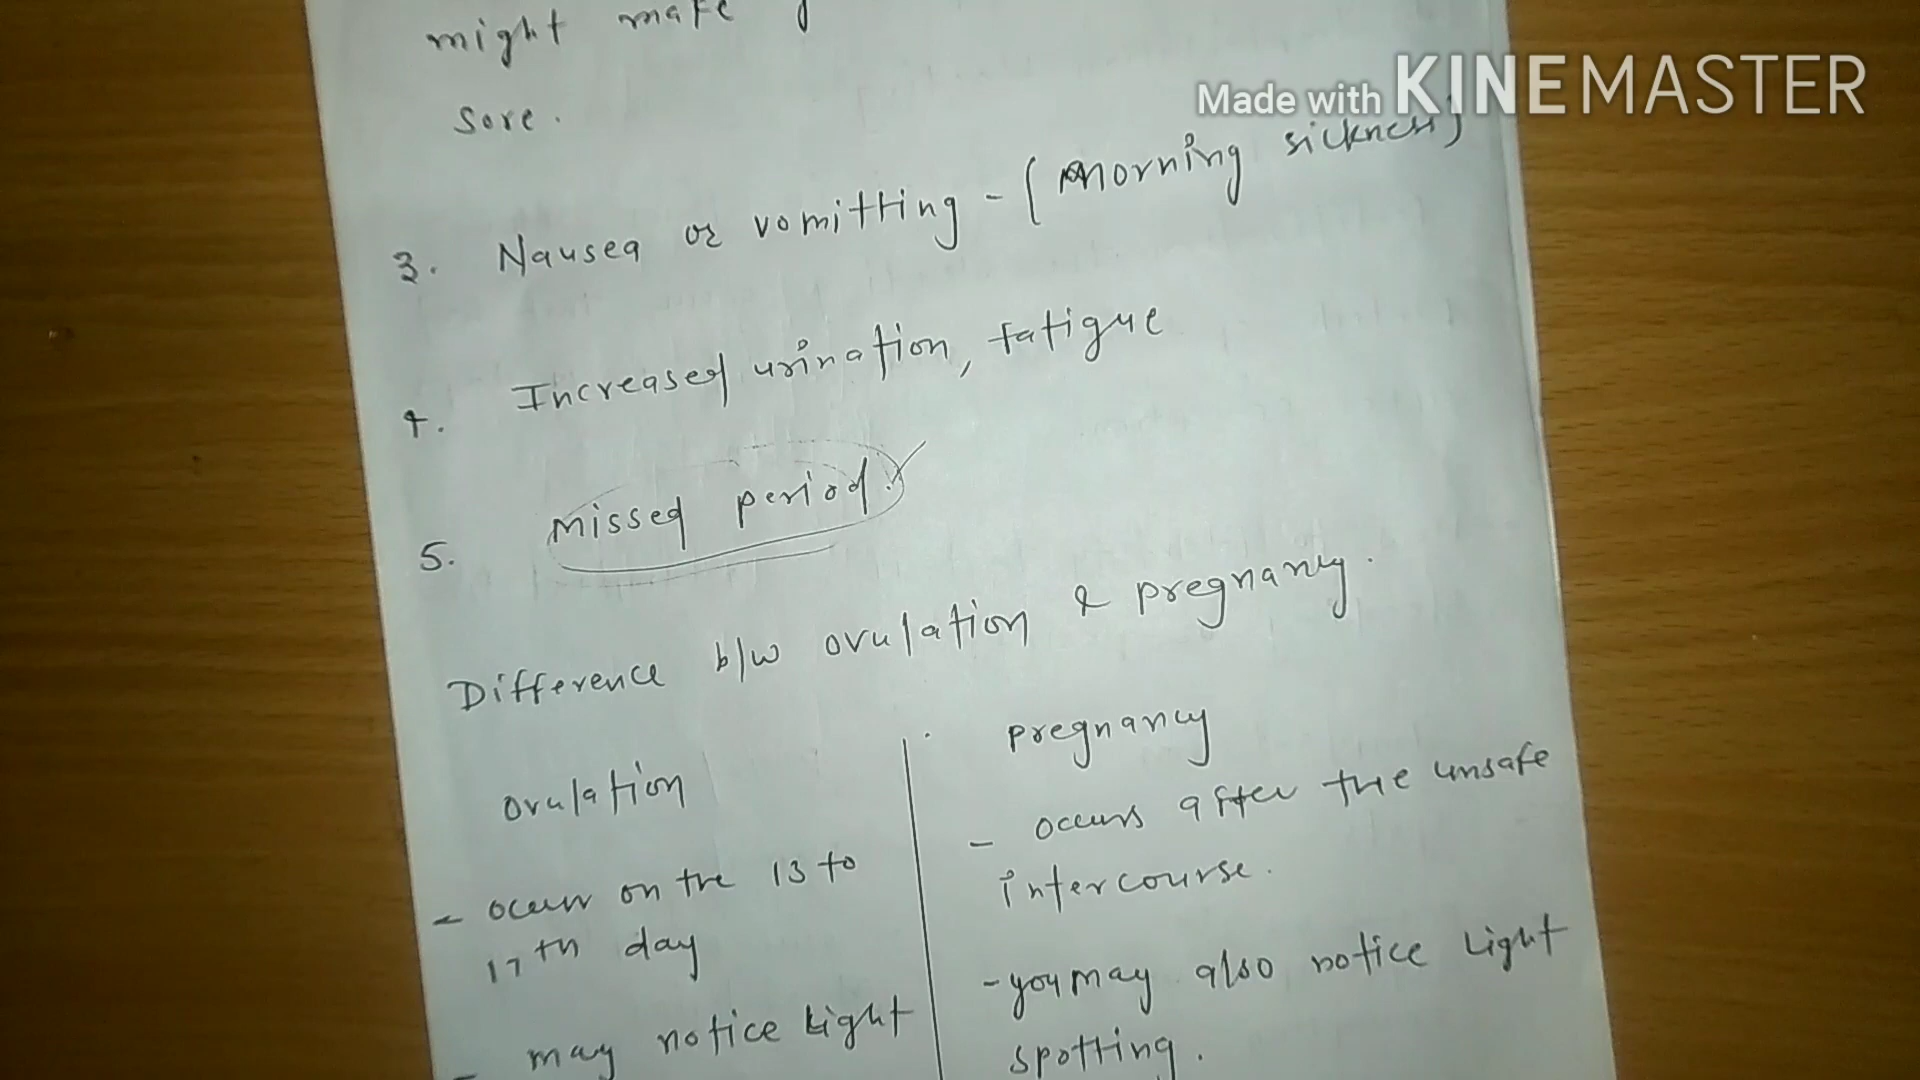 might make
sore.
Made with KINEMASTER
3. Nausea or vomitting - (Morning sickness)
4. Increased urination, fatigue
5. missed period.
Difference b/w ovulation & pregnancy.
ovulation
- occur on the 13 to
17th day
- may notice light
pregnancy
- occurs after the unsafe
intercourse.
- you may also notice light
spotting.